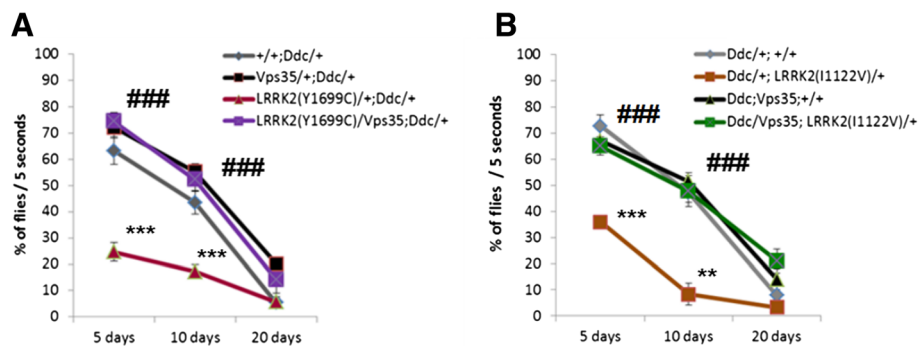 A
% of flies / 5 seconds
100
90
80
70
60
50
40
30
20
10
0
###
###
***
***
+/+;Ddc/+
Vps35/+;Ddc/+
LRRK2(Y1699C)/+;Ddc/+
LRRK2(Y1699C)/Vps35;Ddc/+
5 days
10 days
20 days
B
% of flies / 5 seconds
100
90
80
70
60
50
40
30
20
10
0
###
###
***
**
Ddc/+; +/+
Ddc/+; LRRK2(I1122V)/+
Ddc;Vps35;+/+
Ddc/Vps35; LRRK2(I1122V)/+
5 days
10 days
20 days